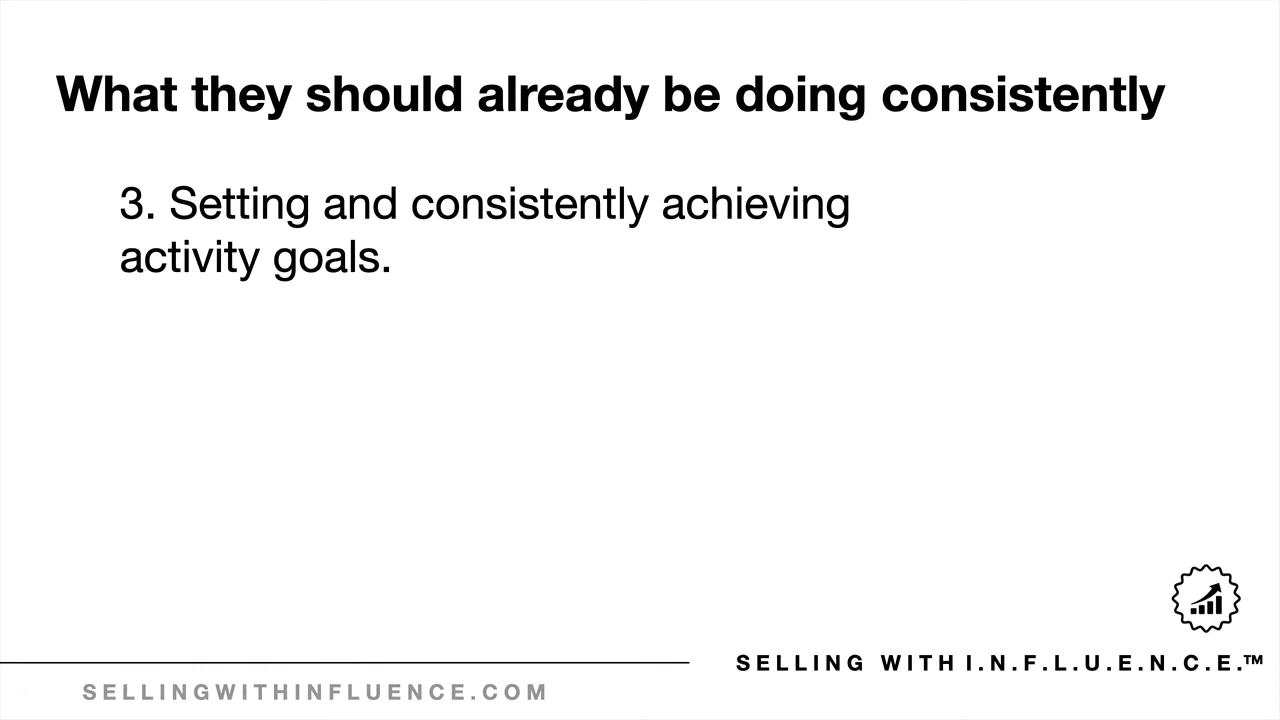 What they should already be doing consistently
3. Setting and consistently achieving
activity goals.
SELLING WITH I.N.F.L.U.E.N.C.E.™
SELLINGWITHINFLUENCE.COM